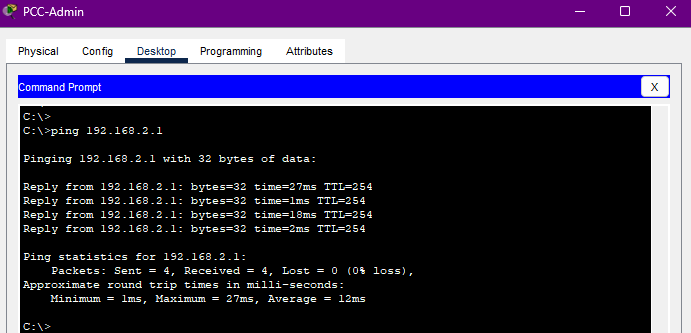 PCC-Admin
Physical Config Desktop Programming Attributes
Command Prompt X
C:\>
C:\>ping 192.168.2.1
Pinging 192.168.2.1 with 32 bytes of data:
Reply from 192.168.2.1: bytes=32 time=27ms TTL=254
Reply from 192.168.2.1: bytes=32 time=1ms TTL=254
Reply from 192.168.2.1: bytes=32 time=18ms TTL=254
Reply from 192.168.2.1: bytes=32 time=2ms TTL=254
Ping statistics for 192.168.2.1:
Packets: Sent = 4, Received = 4, Lost = 0 (0% loss),
Approximate round trip times in milli-seconds:
Minimum = 1ms, Maximum = 27ms, Average = 12ms
C:\>